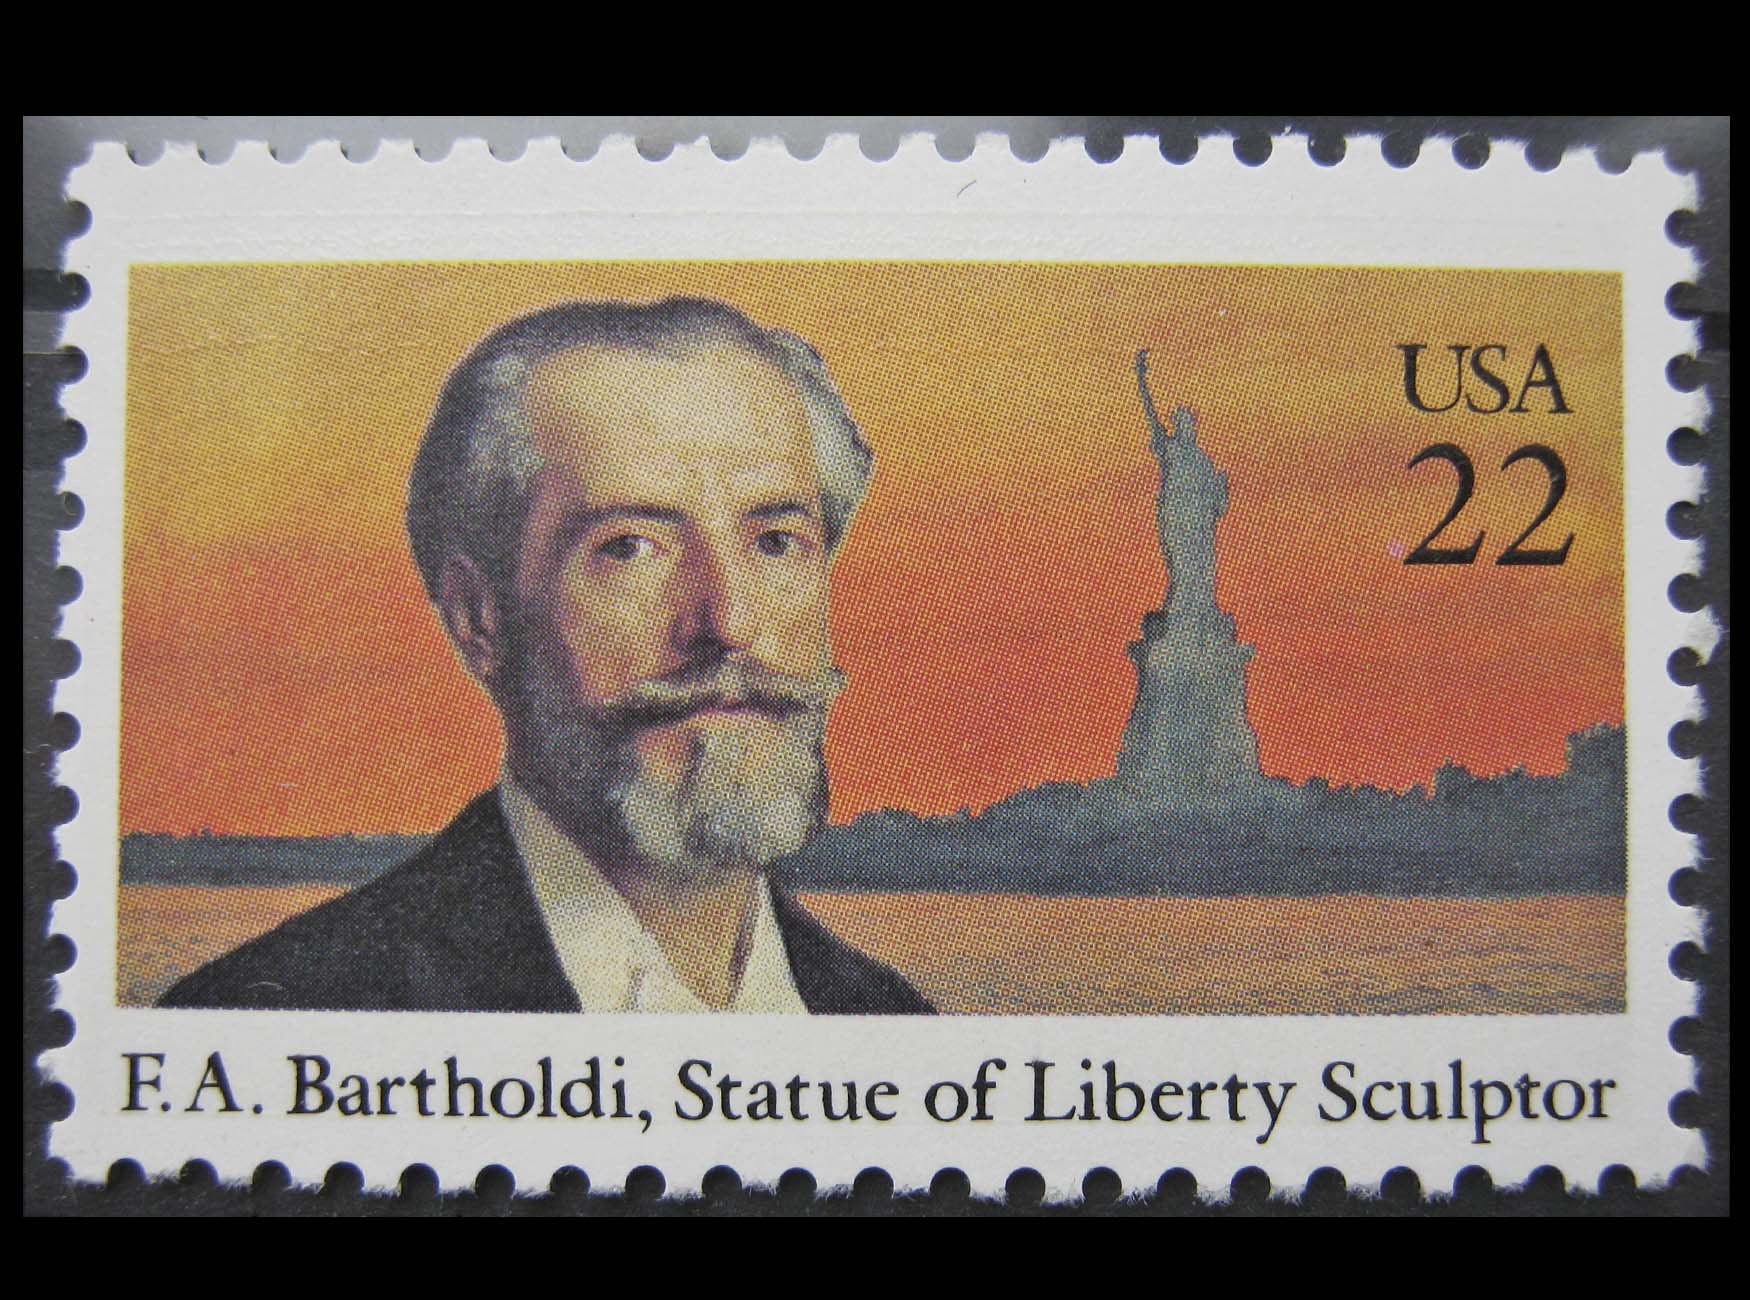 USA
22
F. A. Bartholdi, Statue of Liberty Sculptor